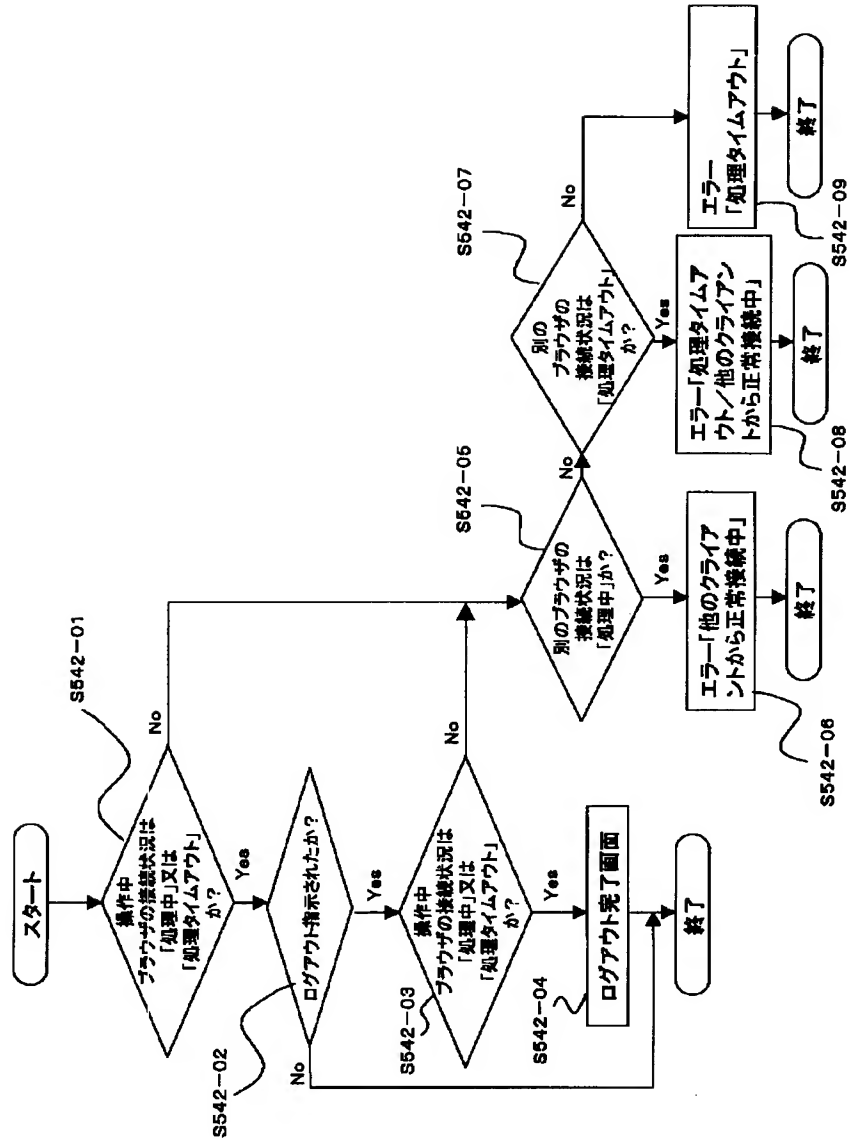 スタート
S542-01
操作中
ブラウザの接続状況は
「処理中」又は
「処理タイムアウト」
か？
No
Yes
S542-02
ログアウト指示されたか？
No
Yes
S542-03
操作中
ブラウザの接続状況は
「処理中」又は
「処理タイムアウト」
か？
No
Yes
S542-04
ログアウト完了画面
終了
S542-05
別のブラウザの
接続状況は
「処理中」か？
No
Yes
エラー「他のクライア
ントから正常接続中」
S542-06
終了
S542-07
別の
ブラウザの
接続状況は
「処理タイムアウト」
か？
No
Yes
エラー「処理タイムア
ウト／他のクライアン
トから正常接続中」
S542-08
終了
エラー
「処理タイムアウト」
S542-09
終了